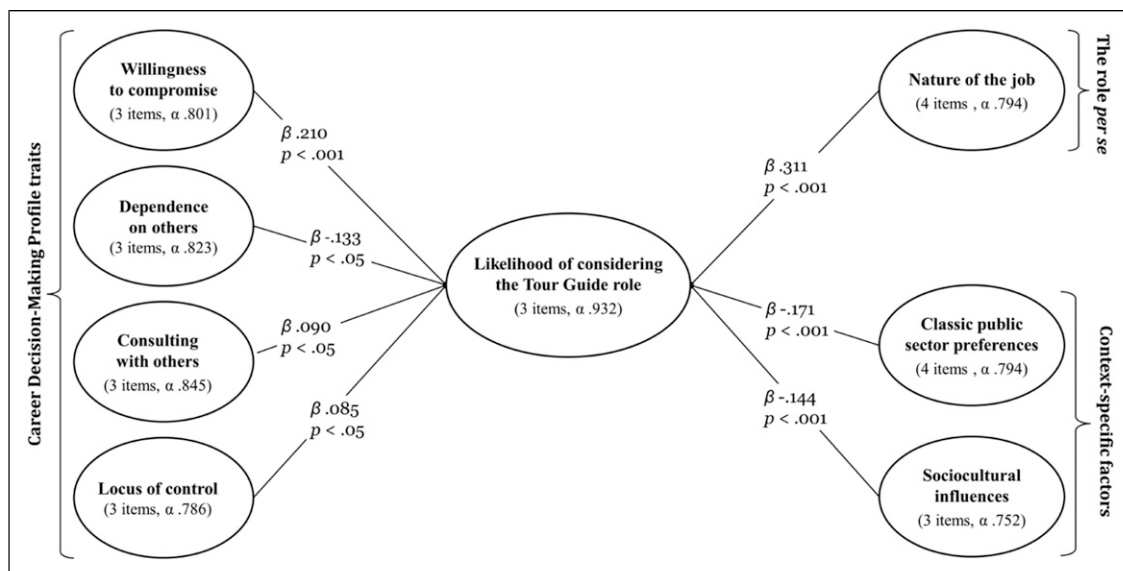 Career Decision-Making Profile traits
Willingness
to compromise
(3 items, α .801)
β .210
p < .001
Dependence
on others
(3 items, α .823)
β -.133
p < .05
Consulting
with others
(3 items, α .845)
β .090
p < .05
Locus of control
(3 items, α .786)
β .085
p < .05
Likelihood of considering
the Tour Guide role
(3 items, α .932)
β .311
p < .001
Nature of the job
(4 items , α .794)
The role per se
β -.171
p < .001
Classic public
sector preferences
(4 items , α .794)
β -.144
p < .001
Sociocultural
influences
(3 items, α .752)
Context-specific factors